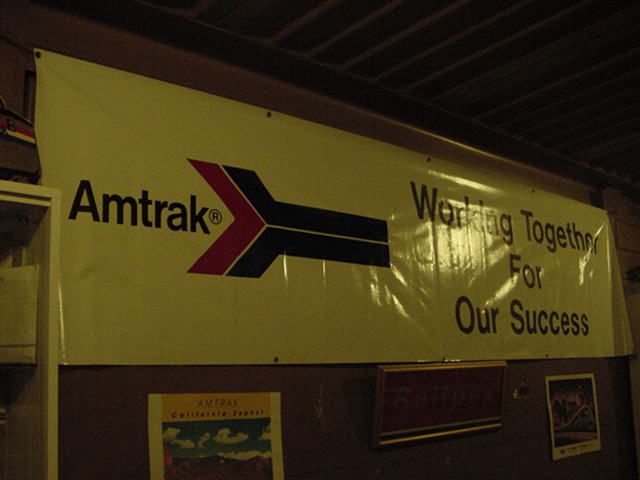 Amtrak®
Working Together
For
Our Success
AMTRAK
California Zephyr